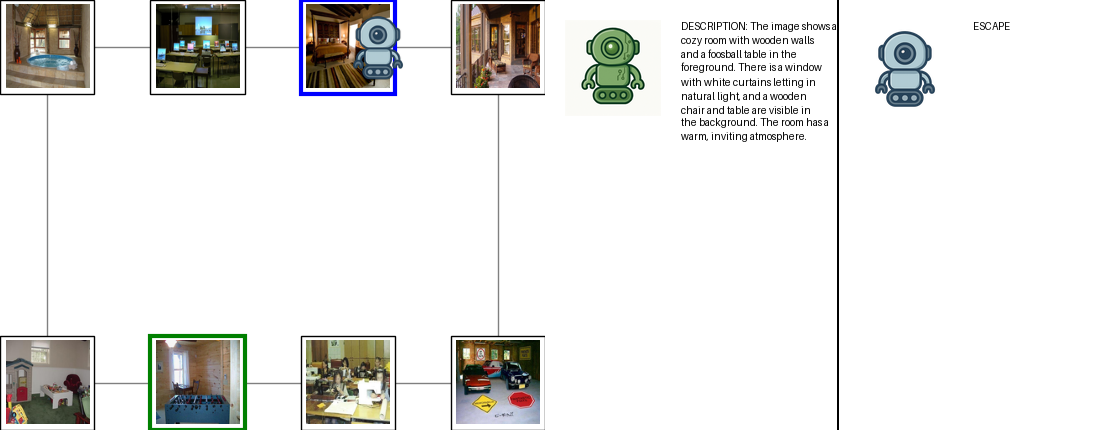 DESCRIPTION: The image shows a
cozy room with wooden walls
and a foosball table in the
foreground. There is a window
with white curtains letting in
natural light, and a wooden
chair and table are visible in
the background. The room has a
warm, inviting atmosphere.
ESCAPE